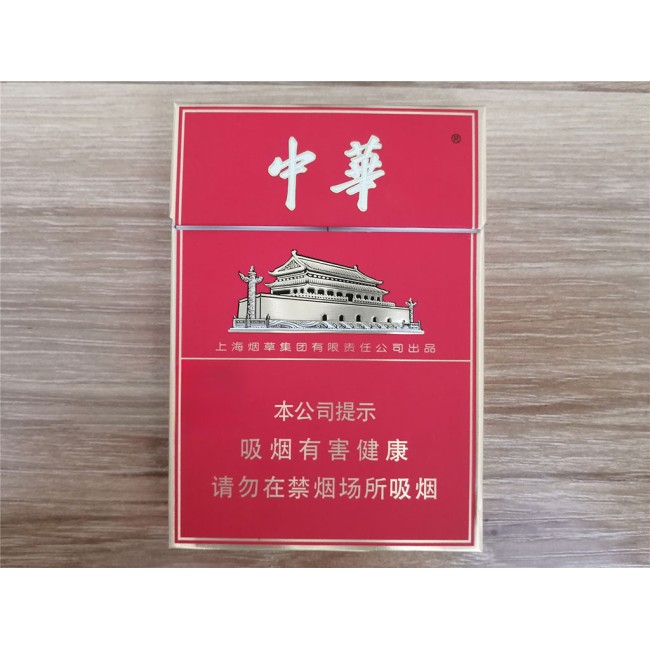 中華®
上海烟草集团有限责任公司出品
本公司提示
吸烟有害健康
请勿在禁烟场所吸烟